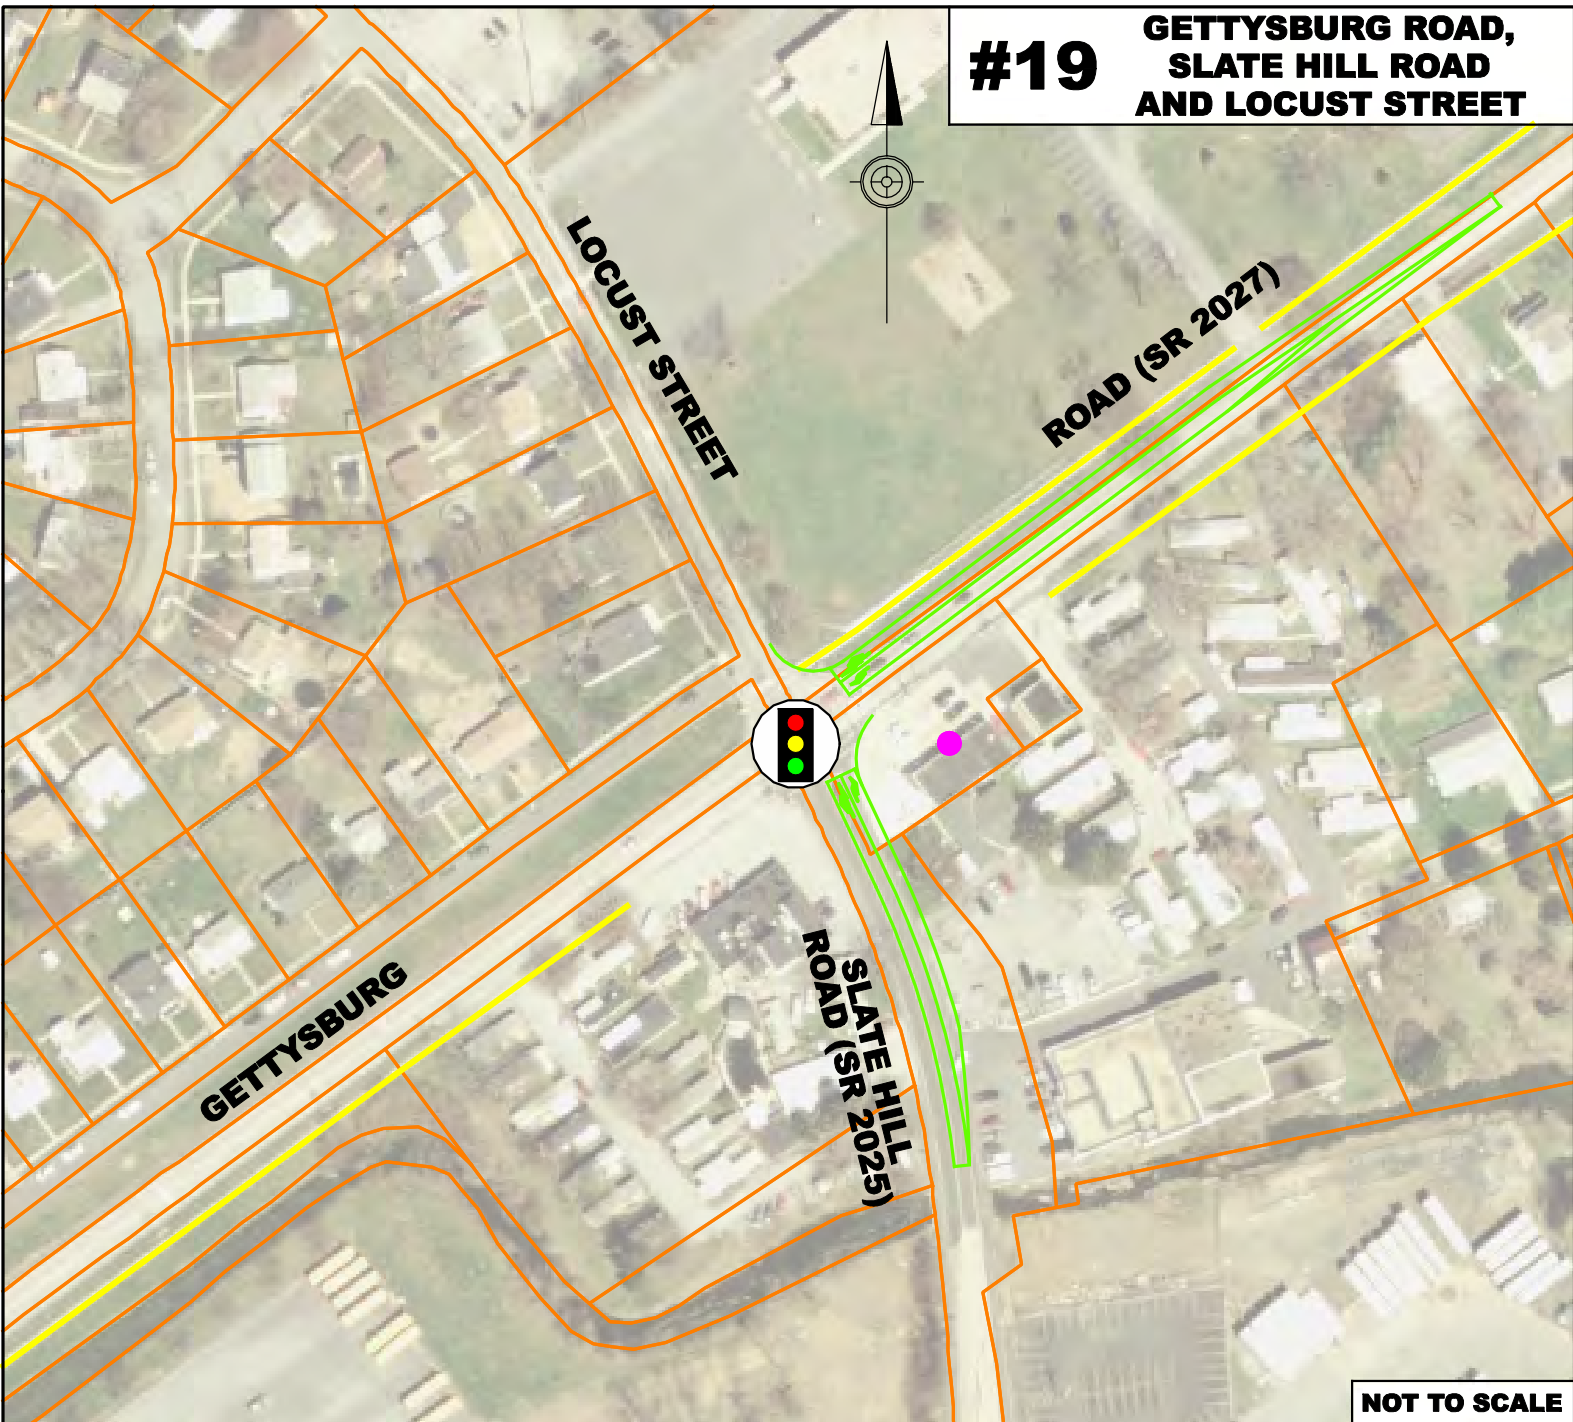 #19
GETTYSBURG ROAD,
SLATE HILL ROAD
AND LOCUST STREET
LOCUST STREET
ROAD (SR 2027)
GETTYSBURG
SLATE HILL
ROAD (SR 2025)
NOT TO SCALE